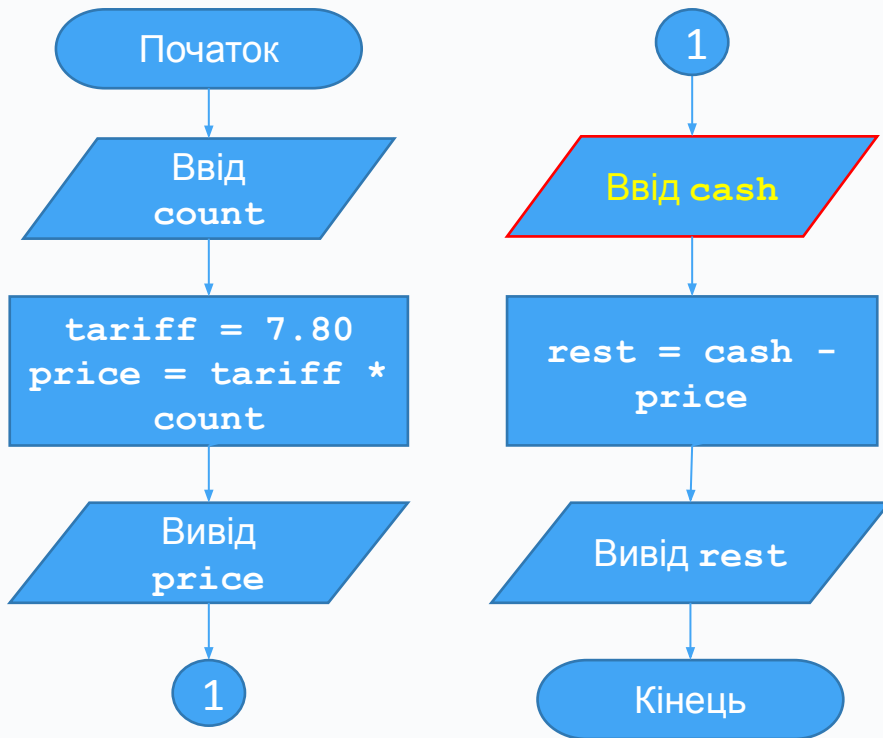 Початок
Ввід
count
tariff = 7.80
price = tariff *
count
Вивід
price
1
1
Ввід cash
rest = cash -
price
Вивід rest
Кінець